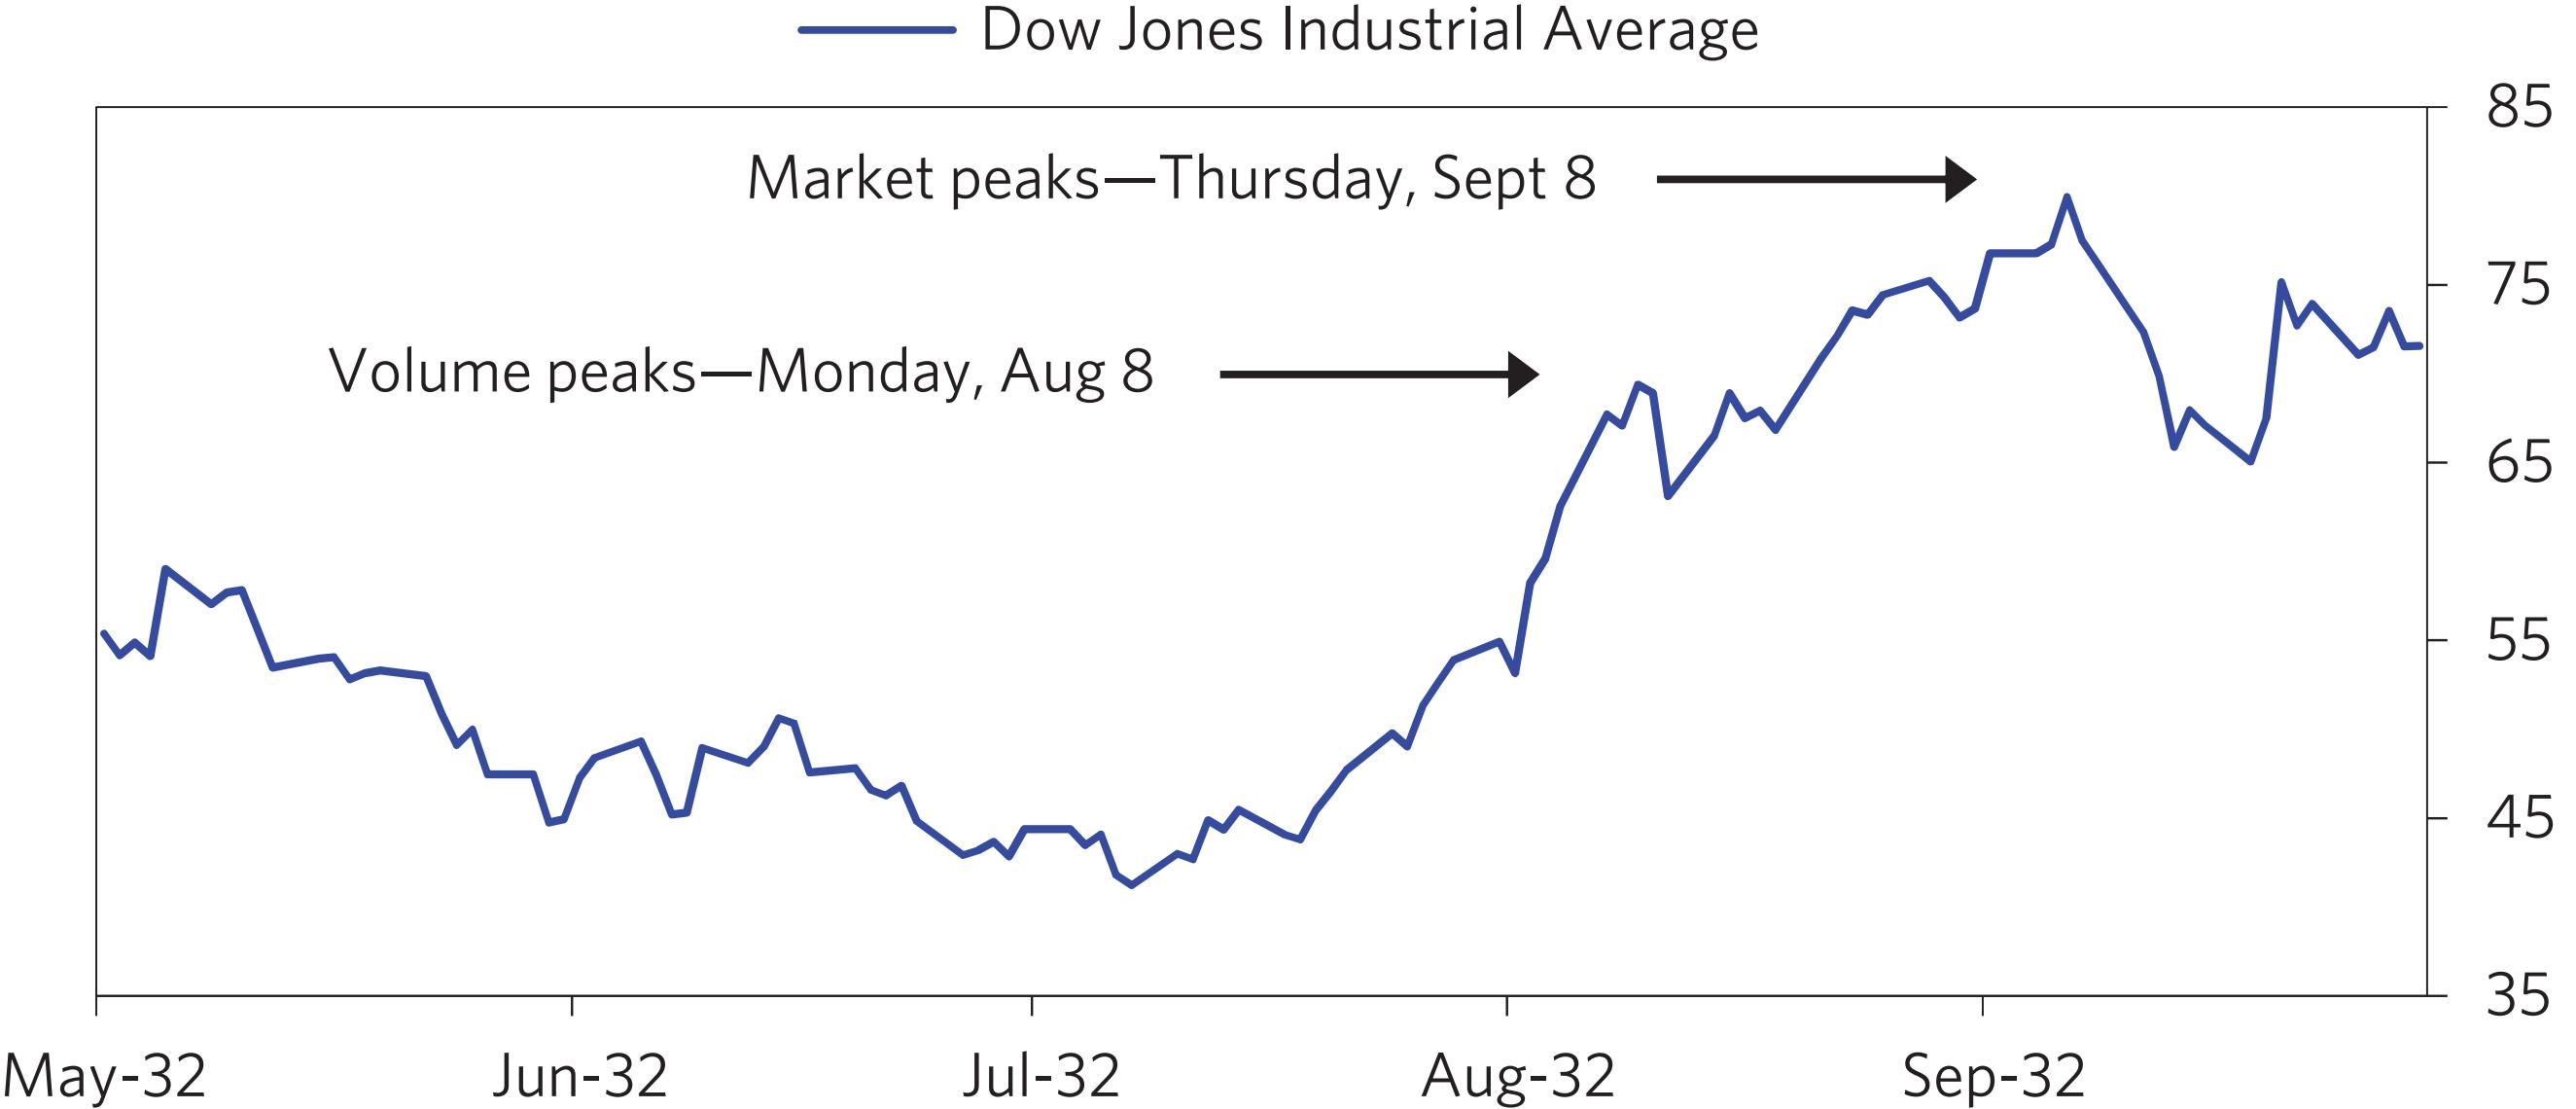 Dow Jones Industrial Average
85
Market peaks—Thursday, Sept 8
75
Volume peaks—Monday, Aug 8
65
55
45
35
May-32
Jun-32
Jul-32
Aug-32
Sep-32